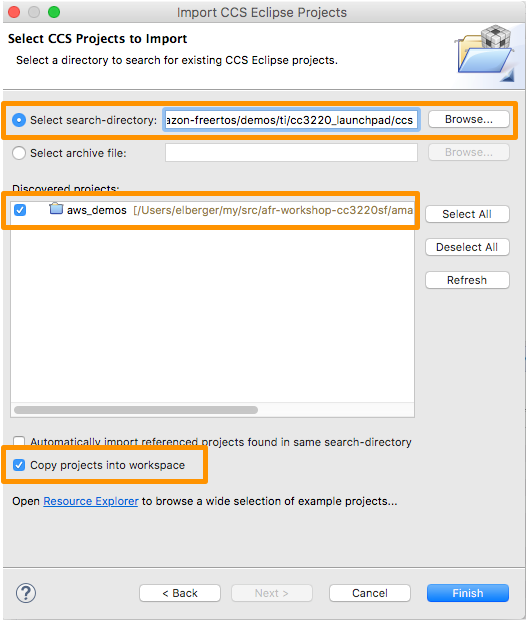 Import CCS Eclipse Projects
Select CCS Projects to Import
Select a directory to search for existing CCS Eclipse projects.
Select search-directory: azon-freertos/demos/ti/cc3220_launchpad/ccs Browse...
Select archive file: Browse...
Discovered projects:
aws_demos [/Users/elberger/my/src/afr-workshop-cc3220sf/ama
Select All
Deselect All
Refresh
Automatically import referenced projects found in same search-directory
Copy projects into workspace
Open Resource Explorer to browse a wide selection of example projects...
? < Back Next > Cancel Finish